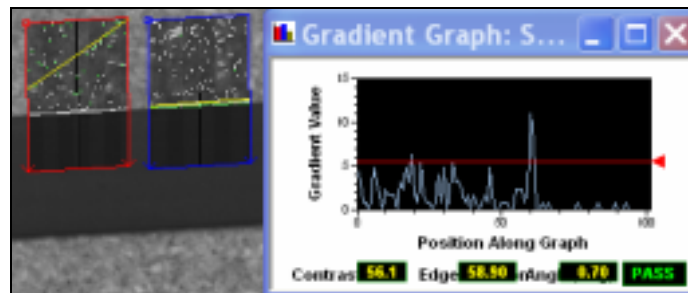 Gradient Graph: S...
15
10
5
0
Gradient Value
0 50 100
Position Along Graph
Contras 56.1 Edge 58.90 Ang 0.70 PASS